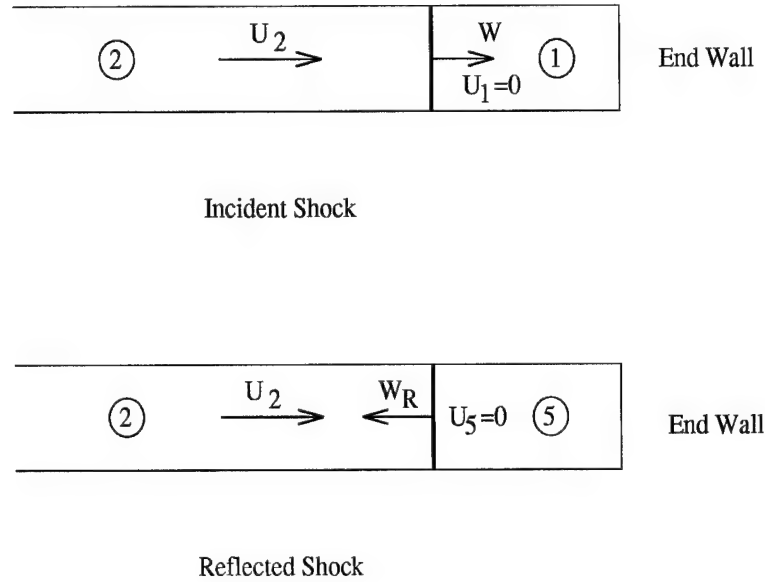 2 U2 W U1=0 1 End Wall
Incident Shock
2 U2 WR U5=0 5 End Wall
Reflected Shock